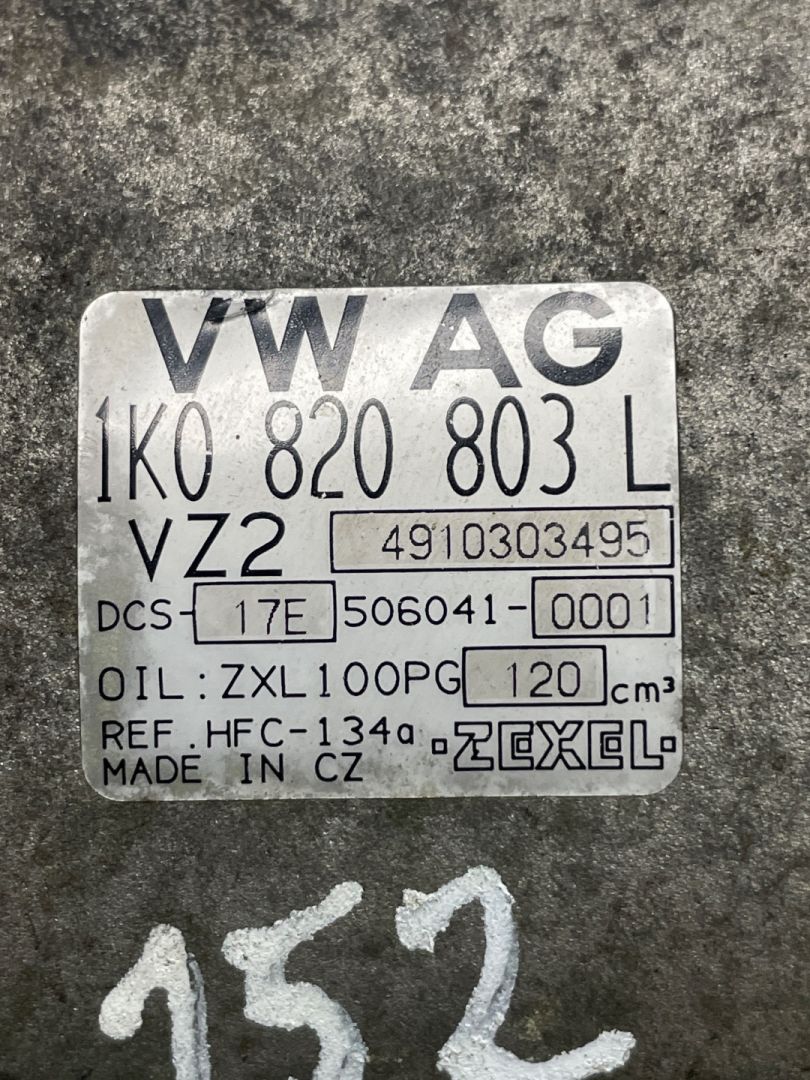 VW AG
1K0 820 803 L
VZ2 4910303495
DCS-17E 506041-0001
OIL: ZXL100PG 120 cm³
REF. HFC-134a ZEXEL
MADE IN CZ
152